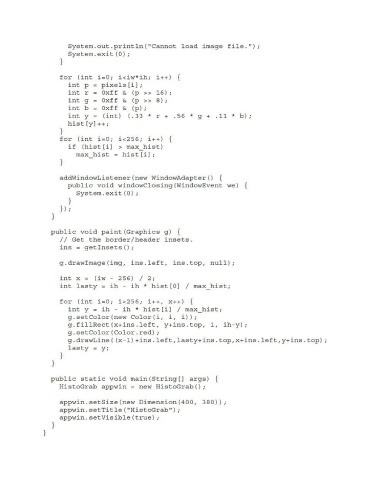 System.out.println("Cannot load image file.");
System.exit(0);
}
for (int i=0; i<iw*ih; i++) {
int p = pixels[i];
int r = 0xff & (p >> 16);
int g = 0xff & (p >> 8);
int b = 0xff & (p);
int y = (int) (.33 * r + .56 * g + .11 * b);
hist[y]++;
}
for (int i=0; i<256; i++) {
if (hist[i] > max_hist)
max_hist = hist[i];
}
addWindowListener(new WindowAdapter() {
public void windowClosing(WindowEvent we) {
System.exit(0);
}
});
}
public void paint(Graphics g) {
// Get the border/header insets.
ins = getInsets();
g.drawImage(img, ins.left, ins.top, null);
int x = (iw - 256) / 2;
int lasty = ih - ih * hist[0] / max_hist;
for (int i=0; i<256; i++, x++) {
int y = ih - ih * hist[i] / max_hist;
g.setColor(new Color(i, i, i));
g.fillRect(x+ins.left, y+ins.top, 1, ih-y);
g.setColor(Color.red);
g.drawLine((x-1)+ins.left,lasty+ins.top,x+ins.left,y+ins.top);
lasty = y;
}
}
public static void main(String[] args) {
HistoGrab appwin = new HistoGrab();
appwin.setSize(new Dimension(400, 380));
appwin.setTitle("HistoGrab");
appwin.setVisible(true);
}
}